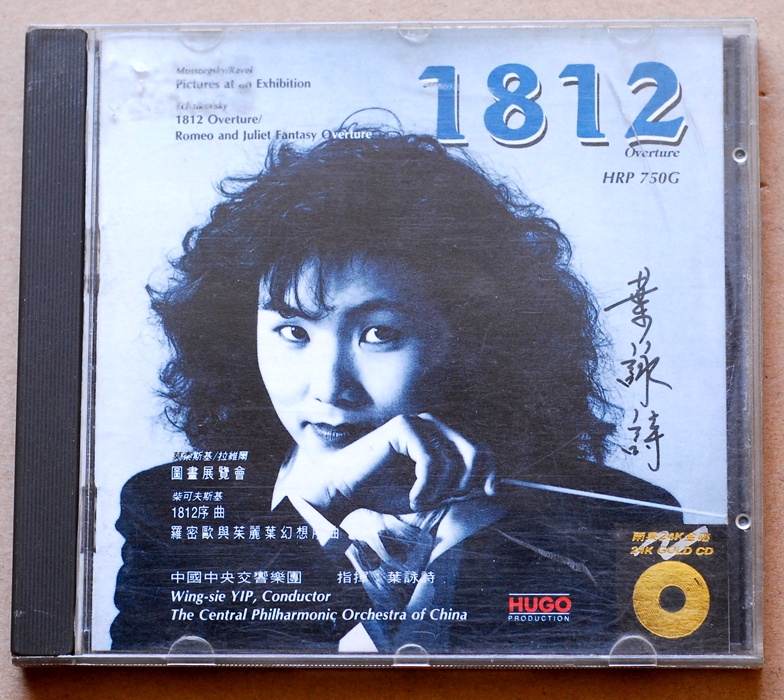 Mussorgsky/Ravel
Pictures at an Exhibition
Tchaikovsky
1812 Overture/
Romeo and Juliet Fantasy Overture
1812
Overture
HRP 750G
葉詠詩
斯基/拉維爾
圖畫展覽會
柴可夫斯基
1812序曲
羅密歐與茱麗葉幻想序曲
中國中央交響樂團 指揮：葉詠詩
Wing-sie YIP, Conductor
The Central Philharmonic Orchestra of China
HUGO
PRODUCTION
24K
24K GOLD CD